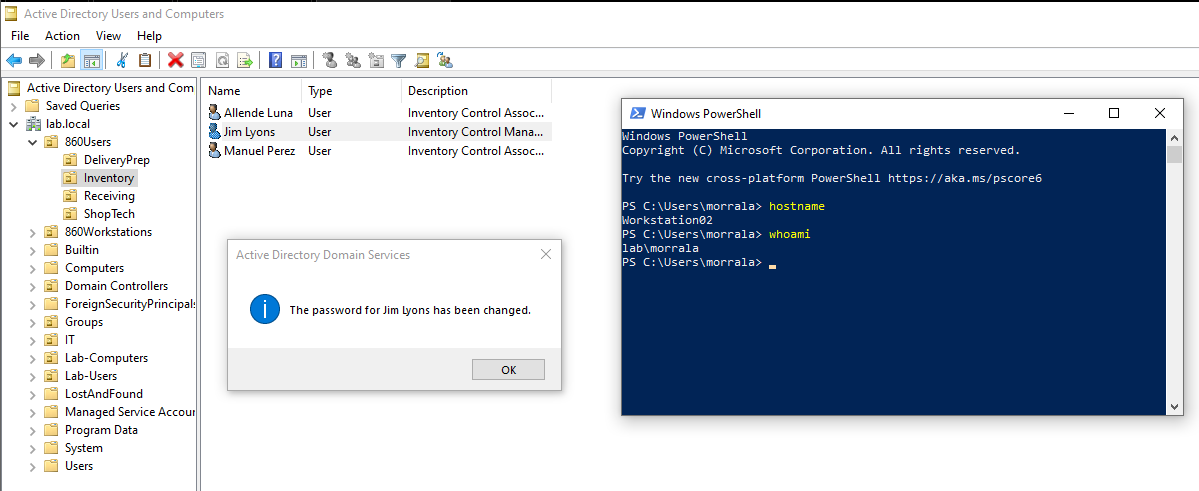 Active Directory Users and Computers
File Action View Help
Active Directory Users and Com
Saved Queries
lab.local
860Users
DeliveryPrep
Inventory
Receiving
ShopTech
860Workstations
Builtin
Computers
Domain Controllers
ForeignSecurityPrincipals
Groups
IT
Lab-Computers
Lab-Users
LostAndFound
Managed Service Accour
Program Data
System
Users
Name Type Description
Allende Luna User Inventory Control Assoc...
Jim Lyons User Inventory Control Mana...
Manuel Perez User Inventory Control Assoc...
Active Directory Domain Services
The password for Jim Lyons has been changed.
OK
Windows PowerShell
Windows PowerShell
Copyright (C) Microsoft Corporation. All rights reserved.
Try the new cross-platform PowerShell https://aka.ms/pscore6
PS C:\Users\morrala> hostname
Workstation02
PS C:\Users\morrala> whoami
lab\morrala
PS C:\Users\morrala>